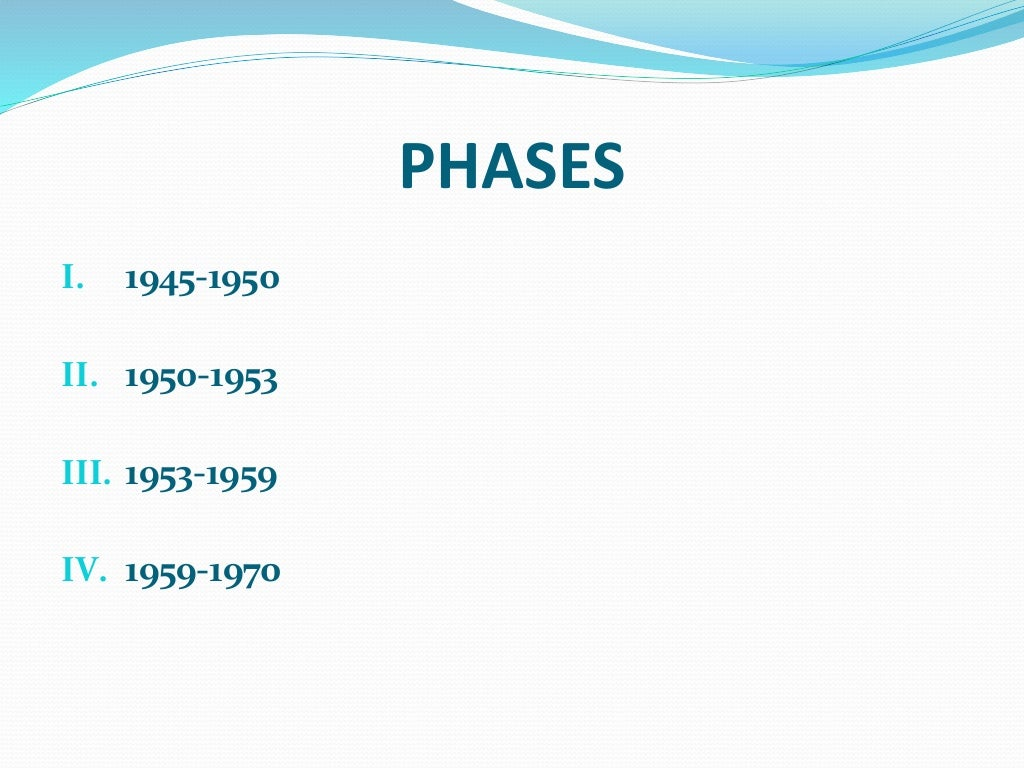 PHASES
I. 1945-1950
II. 1950-1953
III. 1953-1959
IV. 1959-1970